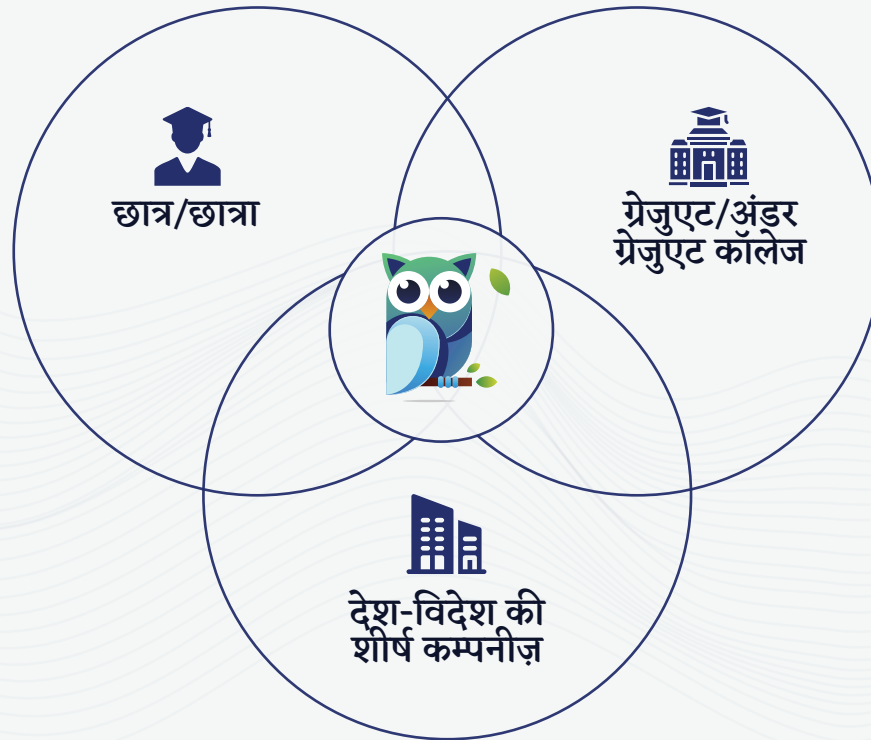 छात्र/छात्रा
ग्रेजुएट/अंडर
ग्रेजुएट कॉलेज
देश-विदेश की
शीर्ष कम्पनीज़